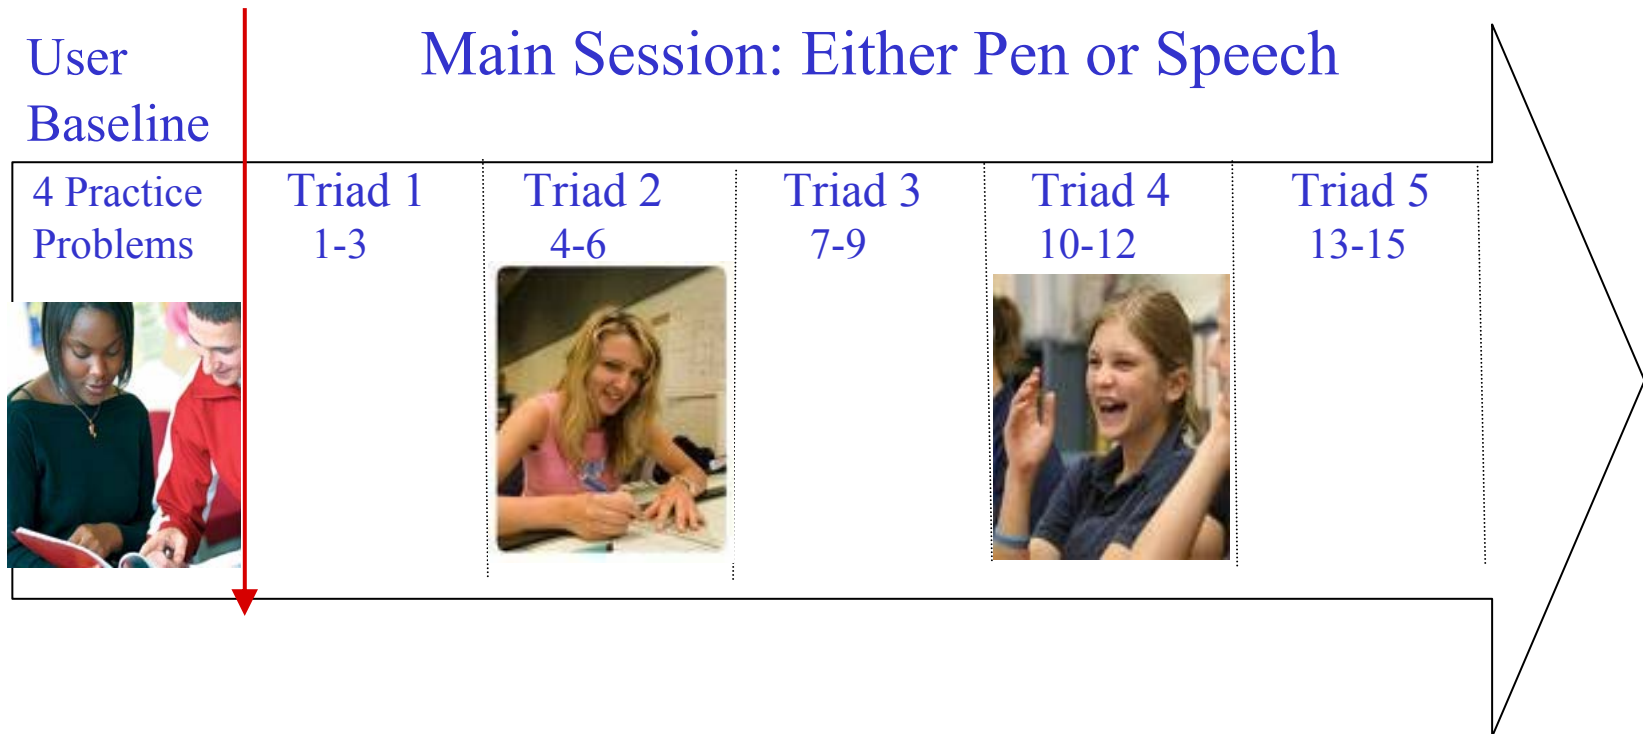 User
Baseline
Main Session: Either Pen or Speech
4 Practice
Problems
Triad 1
1-3
Triad 2
4-6
Triad 3
7-9
Triad 4
10-12
Triad 5
13-15